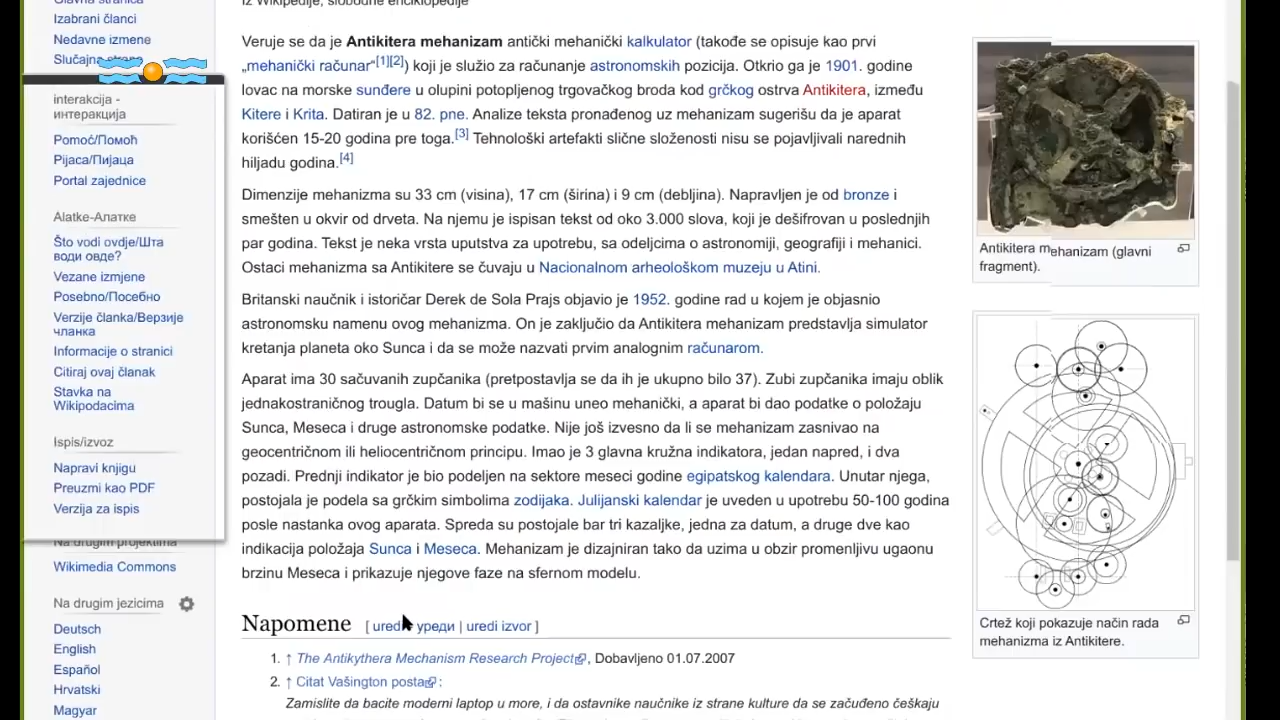 Glavna stranica
Izabrani članci
Nedavne izmene
Slučajna strana
interakcija -
интеракција
Pomoć/Помоћ
Pijaca/Пијаца
Portal zajednice
Alatke-Алатке
Što vodi ovdje/Шта
води овде?
Vezane izmjene
Posebno/Посебно
Verzije članka/Верзије
чланка
Informacije o stranici
Citiraj ovaj članak
Stavka na
Wikipodacima
Ispis/izvoz
Napravi knjigu
Preuzmi kao PDF
Verzija za ispis
Na drugim projektima
Wikimedia Commons
Na drugim jezicima
Deutsch
English
Español
Hrvatski
Magyar
Iz Wikipedije, slobodne enciklopedije
Veruje se da je Antikitera mehanizam antički mehanički kalkulator (takođe se opisuje kao prvi
„mehanički računar“[1][2]) koji je služio za računanje astronomskih pozicija. Otkrio ga je 1901. godine
lovac na morske sunđere u olupini potopljenog trgovačkog broda kod grčkog ostrva Antikitera, između
Kitere i Krita. Datiran je u 82. pne. Analize teksta pronađenog uz mehanizam sugerišu da je aparat
korišćen 15-20 godina pre toga.[3] Tehnološki artefakti slične složenosti nisu se pojavljivali narednih
hiljadu godina.[4]
Dimenzije mehanizma su 33 cm (visina), 17 cm (širina) i 9 cm (debljina). Napravljen je od bronze i
smešten u okvir od drveta. Na njemu je ispisan tekst od oko 3.000 slova, koji je dešifrovan u poslednjih
par godina. Tekst je neka vrsta uputstva za upotrebu, sa odeljcima o astronomiji, geografiji i mehanici.
Ostaci mehanizma sa Antikitere se čuvaju u Nacionalnom arheološkom muzeju u Atini.
Britanski naučnik i istoričar Derek de Sola Prajs objavio je 1952. godine rad u kojem je objasnio
astronomsku namenu ovog mehanizma. On je zaključio da Antikitera mehanizam predstavlja simulator
kretanja planeta oko Sunca i da se može nazvati prvim analognim računarom.
Aparat ima 30 sačuvanih zupčanika (pretpostavlja se da ih je ukupno bilo 37). Zubi zupčanika imaju oblik
jednakostraničnog trougla. Datum bi se u mašinu uneo mehanički, a aparat bi dao podatke o položaju
Sunca, Meseca i druge astronomske podatke. Nije još izvesno da li se mehanizam zasnivao na
geocentričnom ili heliocentričnom principu. Imao je 3 glavna kružna indikatora, jedan napred, i dva
pozadi. Prednji indikator je bio podeljen na sektore meseci godine egipatskog kalendara. Unutar njega,
postojala je podela sa grčkim simbolima zodijaka. Julijanski kalendar je uveden u upotrebu 50-100 godina
posle nastanka ovog aparata. Spreda su postojale bar tri kazaljke, jedna za datum, a druge dve kao
indikacija položaja Sunca i Meseca. Mehanizam je dizajniran tako da uzima u obzir promenljivu ugaonu
brzinu Meseca i prikazuje njegove faze na sfernom modelu.
Napomene [ uredi уреди | uredi izvor ]
1. ↑ The Antikythera Mechanism Research Project, Dobavljeno 01.07.2007
2. ↑ Citat Vašington posta:
Zamislite da bacite moderni laptop u more, i da ostavnike naučnike iz strane kulture da se začuđeno češkaju
Antikitera mehanizam (glavni
fragment).
Crtež koji pokazuje način rada
mehanizma iz Antikitere.